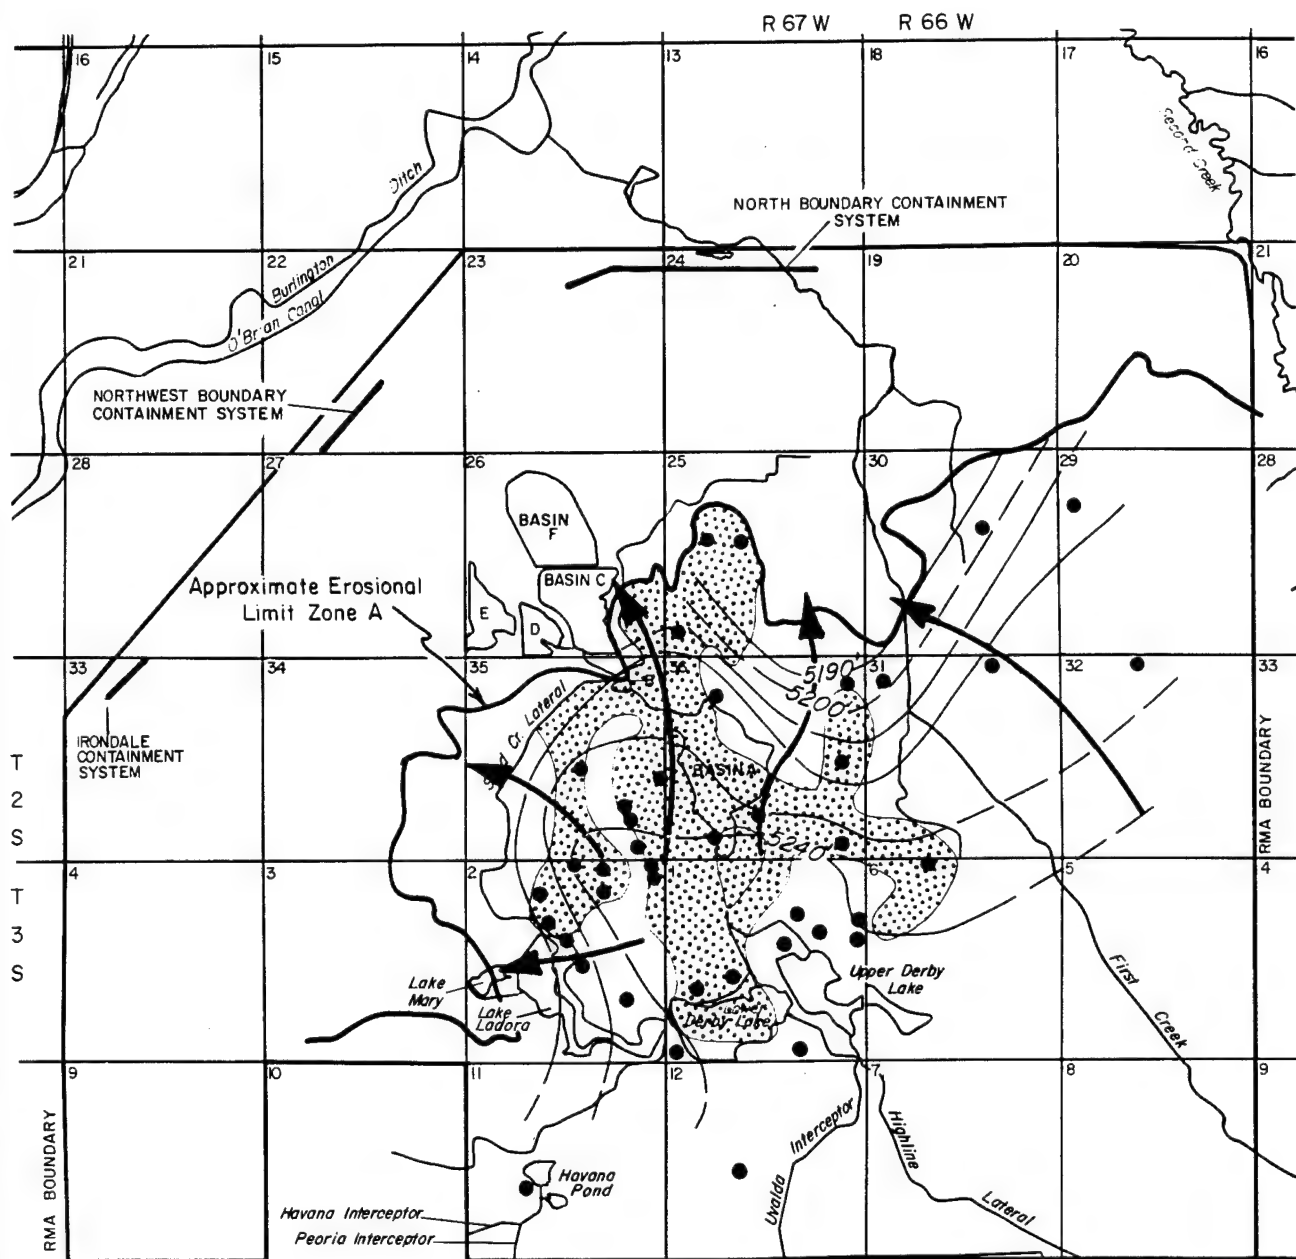 R 67 W R 66 W
16 15 14 13 18 17 16
Second Creek
Ditch
NORTH BOUNDARY CONTAINMENT
SYSTEM
21 22 23 24 19 20 21
Burlington
O'Brian Canal
NORTHWEST BOUNDARY
CONTAINMENT SYSTEM
28 27 26 25 30 29 28
BASIN
F
BASIN C
Approximate Erosional
Limit Zone A
E
D
33 34 35 36 31 32 33
B
5190'
5200'
Sand Cr. Lateral
IRONDALE
CONTAINMENT
SYSTEM
BASIN A
RMA BOUNDARY
T
2
S
5240'
4 3 2 1 6 5 4
T
3
S
Lake
Mary
Lake
Ladora
Lower
Derby Lake
Upper Derby
Lake
First
Creek
9 10 11 12 7 8 9
RMA BOUNDARY
Uvalda Interceptor
Highline
Lateral
Havana
Pond
Havana Interceptor
Peoria Interceptor